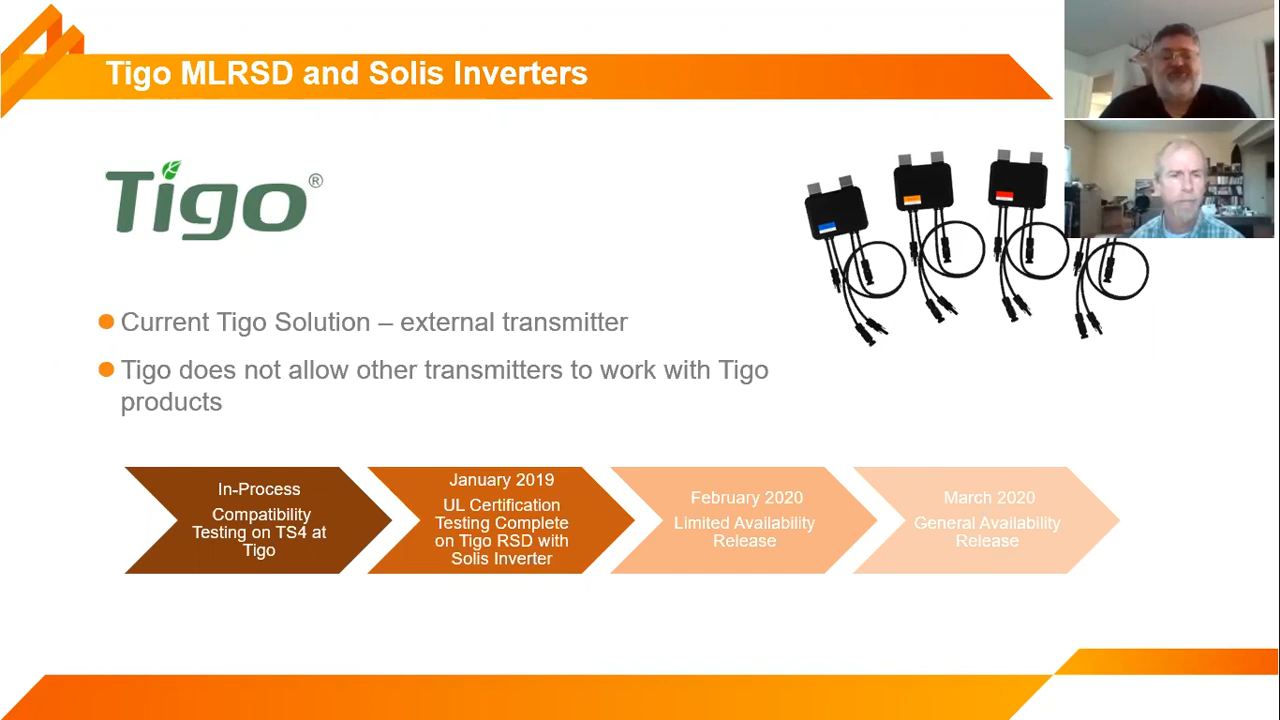 Tigo MLRSD and Solis Inverters
Tigo®
Current Tigo Solution – external transmitter
Tigo does not allow other transmitters to work with Tigo
products
In-Process
Compatibility
Testing on TS4 at
Tigo
January 2019
UL Certification
Testing Complete
on Tigo RSD with
Solis Inverter
February 2020
Limited Availability
Release
March 2020
General Availability
Release